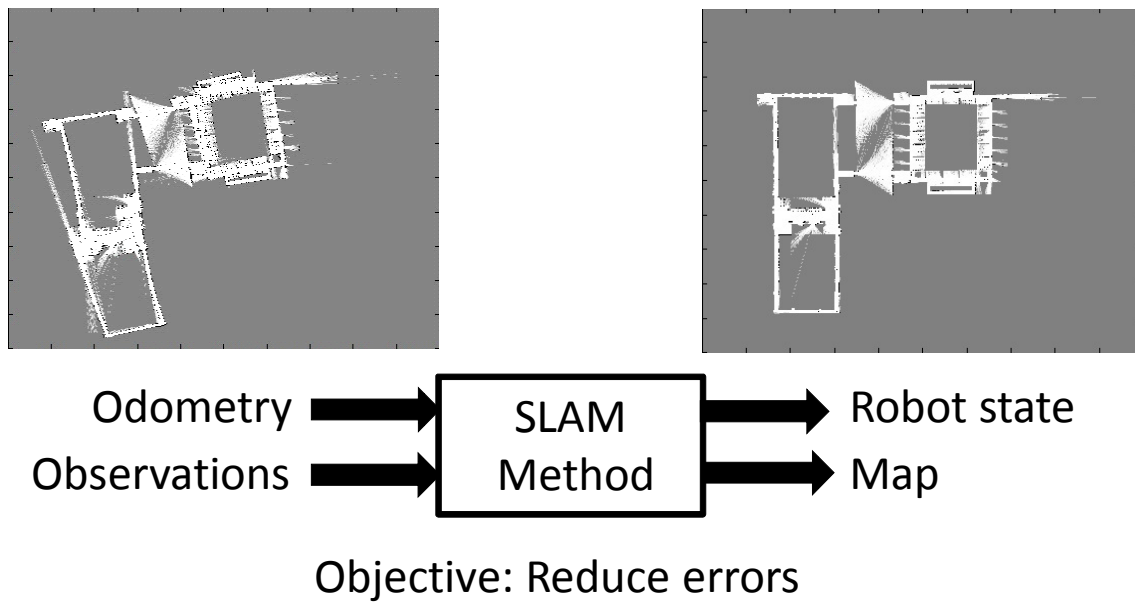 Odometry
Observations
SLAM
Method
Robot state
Map
Objective: Reduce errors